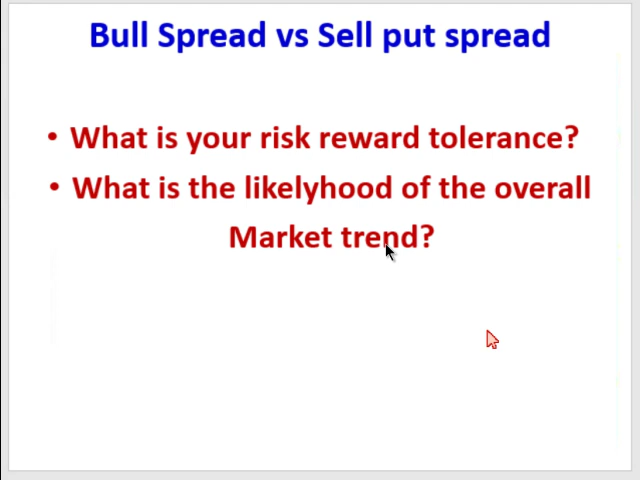 Bull Spread vs Sell put spread
• What is your risk reward tolerance?
• What is the likelyhood of the overall
Market trend?